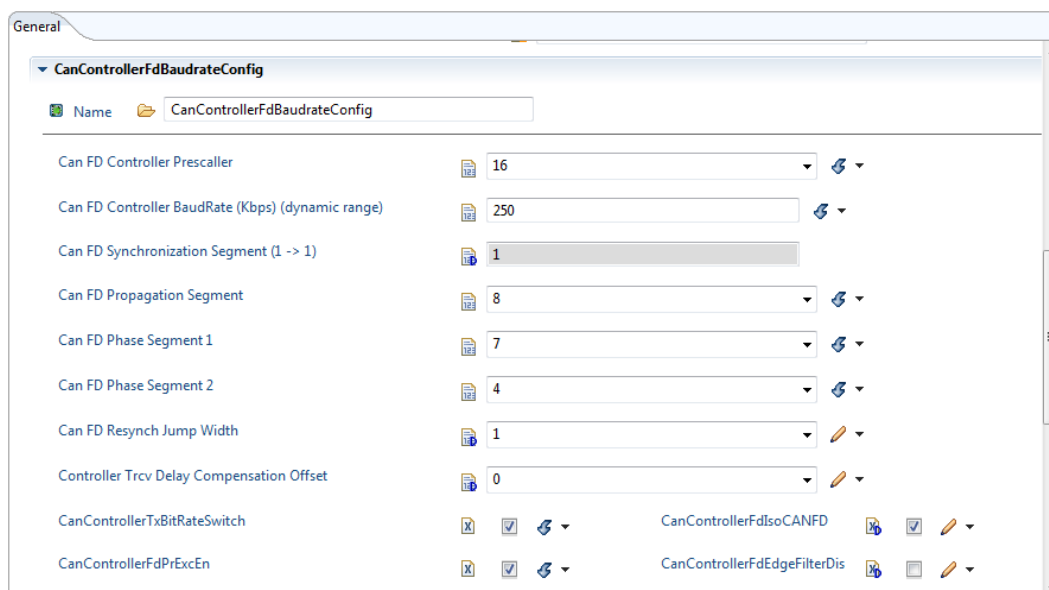 General
CanControllerFdBaudrateConfig
Name CanControllerFdBaudrateConfig
Can FD Controller Prescaller 16
Can FD Controller BaudRate (Kbps) (dynamic range) 250
Can FD Synchronization Segment (1 -> 1) 1
Can FD Propagation Segment 8
Can FD Phase Segment 1 7
Can FD Phase Segment 2 4
Can FD Resynch Jump Width 1
Controller Trcv Delay Compensation Offset 0
CanControllerTxBitRateSwitch CanControllerFdIsoCANFD
CanControllerFdPrExcEn CanControllerFdEdgeFilterDis